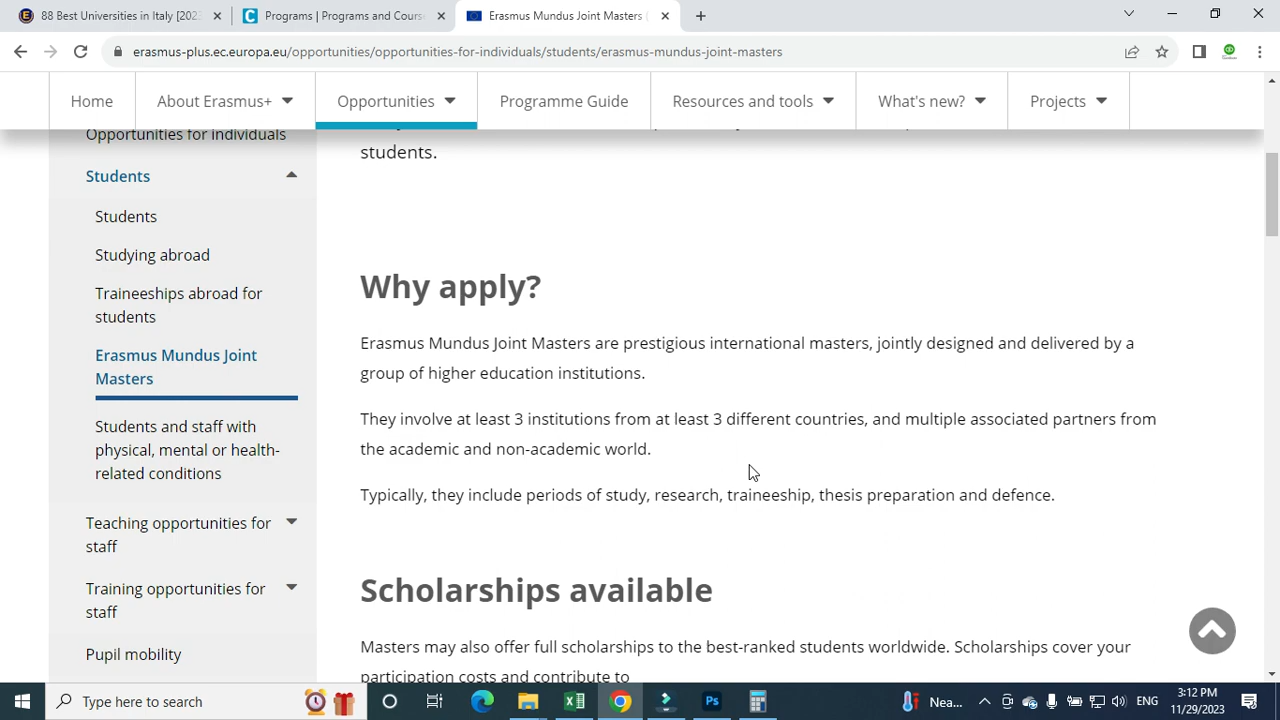 88 Best Universities in Italy [2023
Programs | Programs and Course
Erasmus Mundus Joint Masters (
erasmus-plus.ec.europa.eu/opportunities/opportunities-for-individuals/students/erasmus-mundus-joint-masters
Home
About Erasmus+
Opportunities
Programme Guide
Resources and tools
What's new?
Projects
Opportunities for individuals
Students
Students
Studying abroad
Traineeships abroad for
students
Erasmus Mundus Joint
Masters
Students and staff with
physical, mental or health-
related conditions
Teaching opportunities for
staff
Training opportunities for
staff
Pupil mobility
students.
Why apply?
Erasmus Mundus Joint Masters are prestigious international masters, jointly designed and delivered by a
group of higher education institutions.
They involve at least 3 institutions from at least 3 different countries, and multiple associated partners from
the academic and non-academic world.
Typically, they include periods of study, research, traineeship, thesis preparation and defence.
Scholarships available
Masters may also offer full scholarships to the best-ranked students worldwide. Scholarships cover your
participation costs and contribute to
Type here to search
Ps
Nea...
ENG
3:12 PM
11/29/2023